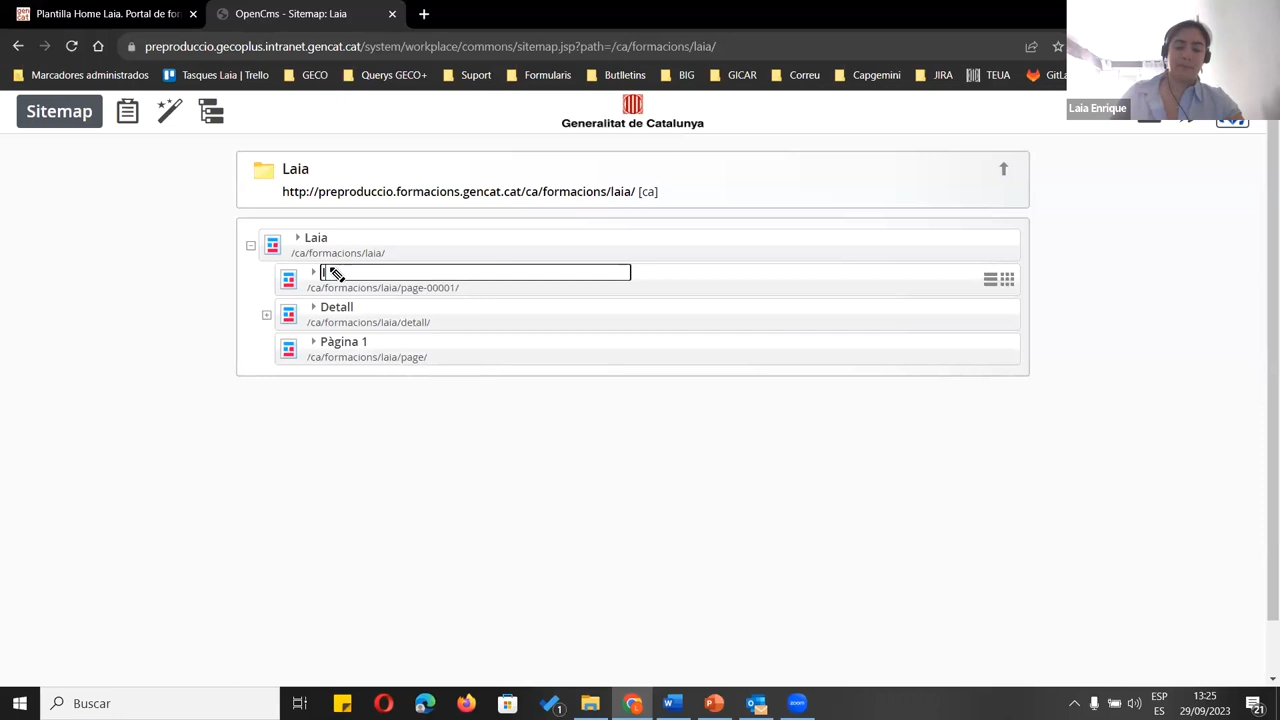 Plantilla Home Laia. Portal de for
OpenCms - Sitemap: Laia
preproduccio.gecoplus.intranet.gencat.cat/system/workplace/commons/sitemap.jsp?path=/ca/formacions/laia/
Marcadores administrados
Tasques Laia | Trello
GECO
Querys Cercador
Formularis
Butlletins
BIG
GICAR
Correu
Capgemini
JIRA
TEUA
GitLa
Laia Enrique
Sitemap
Generalitat de Catalunya
Laia
http://preproduccio.formacions.gencat.cat/ca/formacions/laia/ [ca]
Laia
/ca/formacions/laia/
/ca/formacions/laia/page-00001/
Detall
/ca/formacions/laia/detall/
Pàgina 1
/ca/formacions/laia/page/
Buscar
1
ESP
ES
13:25
29/09/2023
21